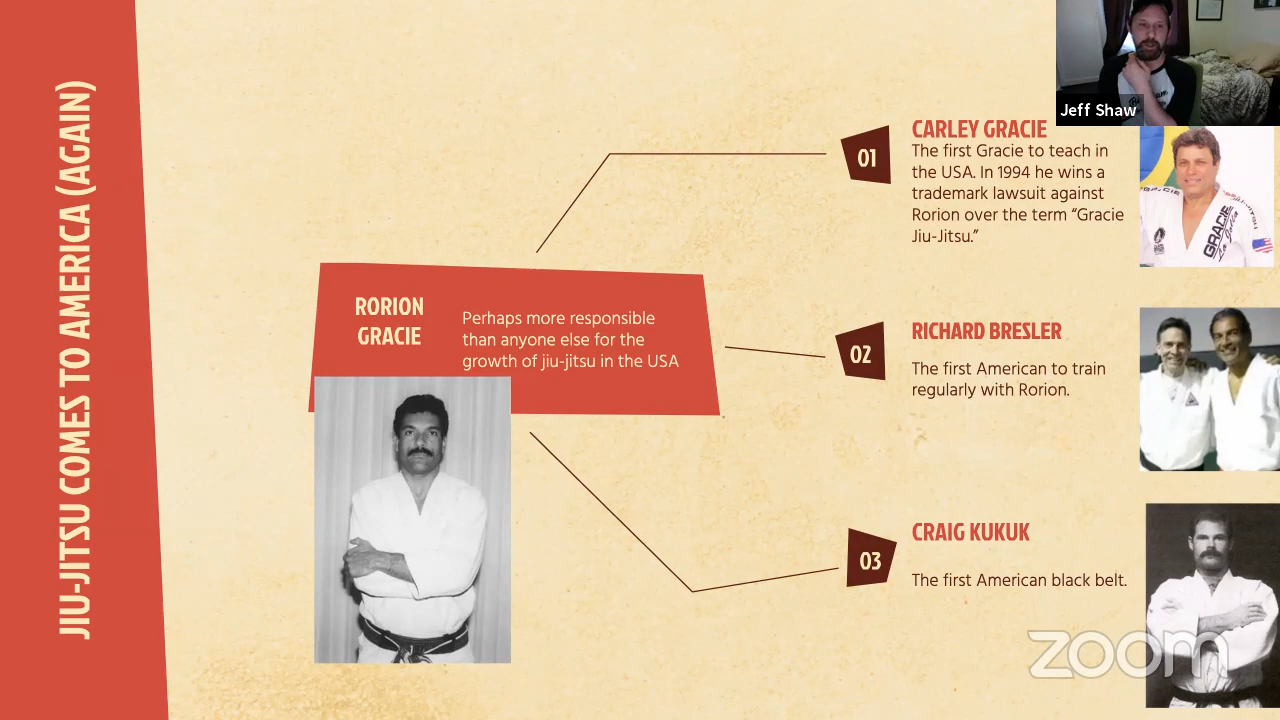 JIU-JITSU COMES TO AMERICA (AGAIN)
Jeff Shaw
01
CARLEY GRACIE
The first Gracie to teach in
the USA. In 1994 he wins a
trademark lawsuit against
Rorion over the term “Gracie
Jiu-Jitsu.”
GRACIE
RORION
GRACIE
Perhaps more responsible
than anyone else for the
growth of jiu-jitsu in the USA
02
RICHARD BRESLER
The first American to train
regularly with Rorion.
03
CRAIG KUKUK
The first American black belt.
zoom